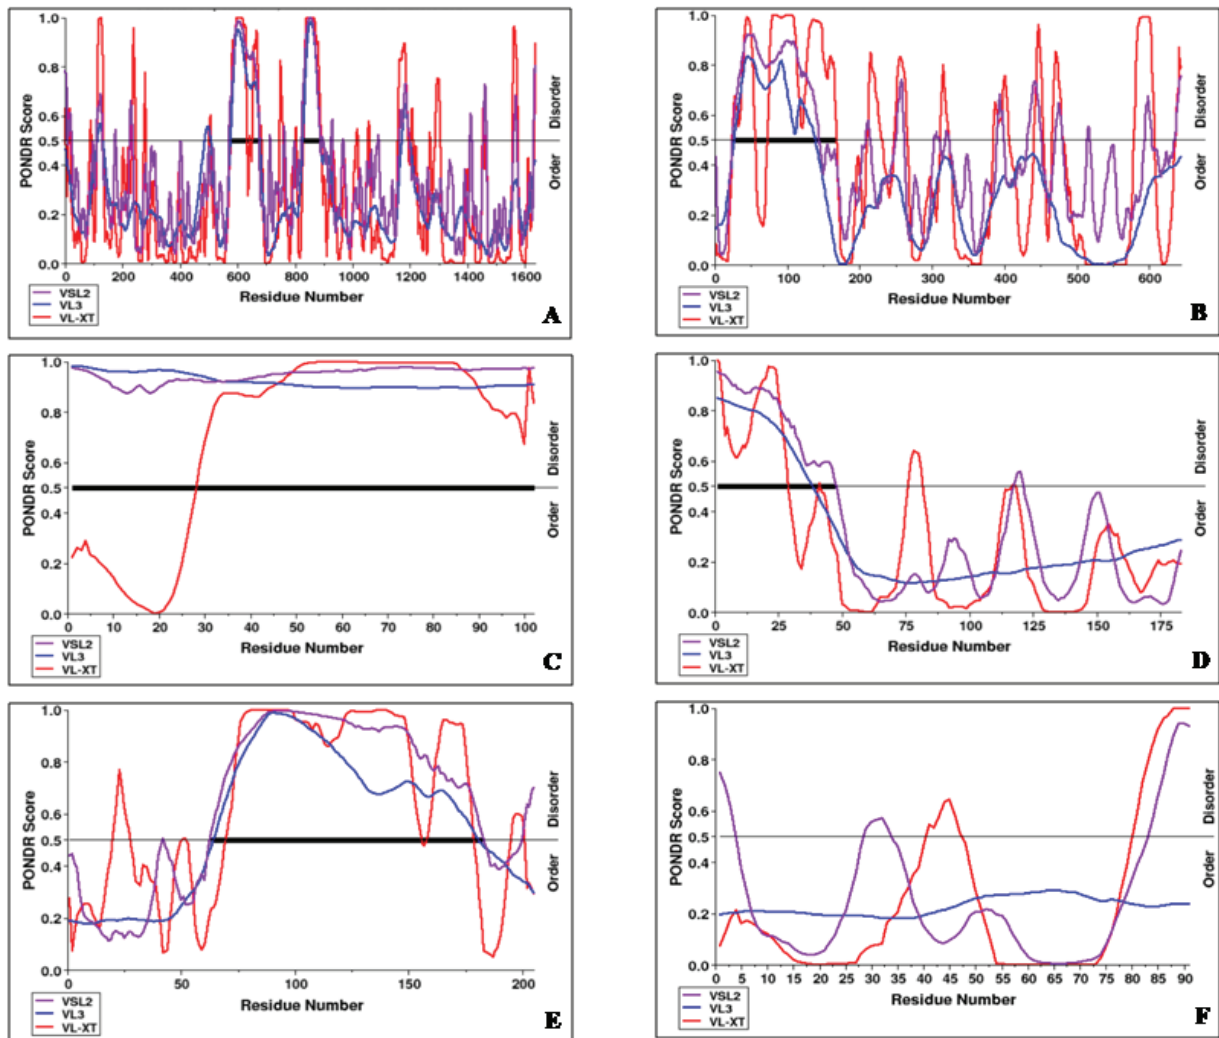 1.0
0.8
0.6
0.5
0.4
0.2
0.0
PONDR Score
Disorder
Order
0 200 400 600 800 1000 1200 1400 1600
Residue Number
VSL2
VL3
VL-XT
A
1.0
0.8
0.6
0.5
0.4
0.2
0.0
PONDR Score
Disorder
Order
0 100 200 300 400 500 600
Residue Number
VSL2
VL3
VL-XT
B
1.0
0.8
0.6
0.5
0.4
0.2
0.0
PONDR Score
Disorder
Order
0 10 20 30 40 50 60 70 80 90 100
Residue Number
VSL2
VL3
VL-XT
C
1.0
0.8
0.6
0.5
0.4
0.2
0.0
PONDR Score
Disorder
Order
0 25 50 75 100 125 150 175
Residue Number
VSL2
VL3
VL-XT
D
1.0
0.8
0.6
0.5
0.4
0.2
0.0
PONDR Score
Disorder
Order
0 50 100 150 200
Residue Number
VSL2
VL3
VL-XT
E
1.0
0.8
0.6
0.5
0.4
0.2
0.0
PONDR Score
Disorder
Order
0 5 10 15 20 25 30 35 40 45 50 55 60 65 70 75 80 85 90
Residue Number
VSL2
VL3
VL-XT
F